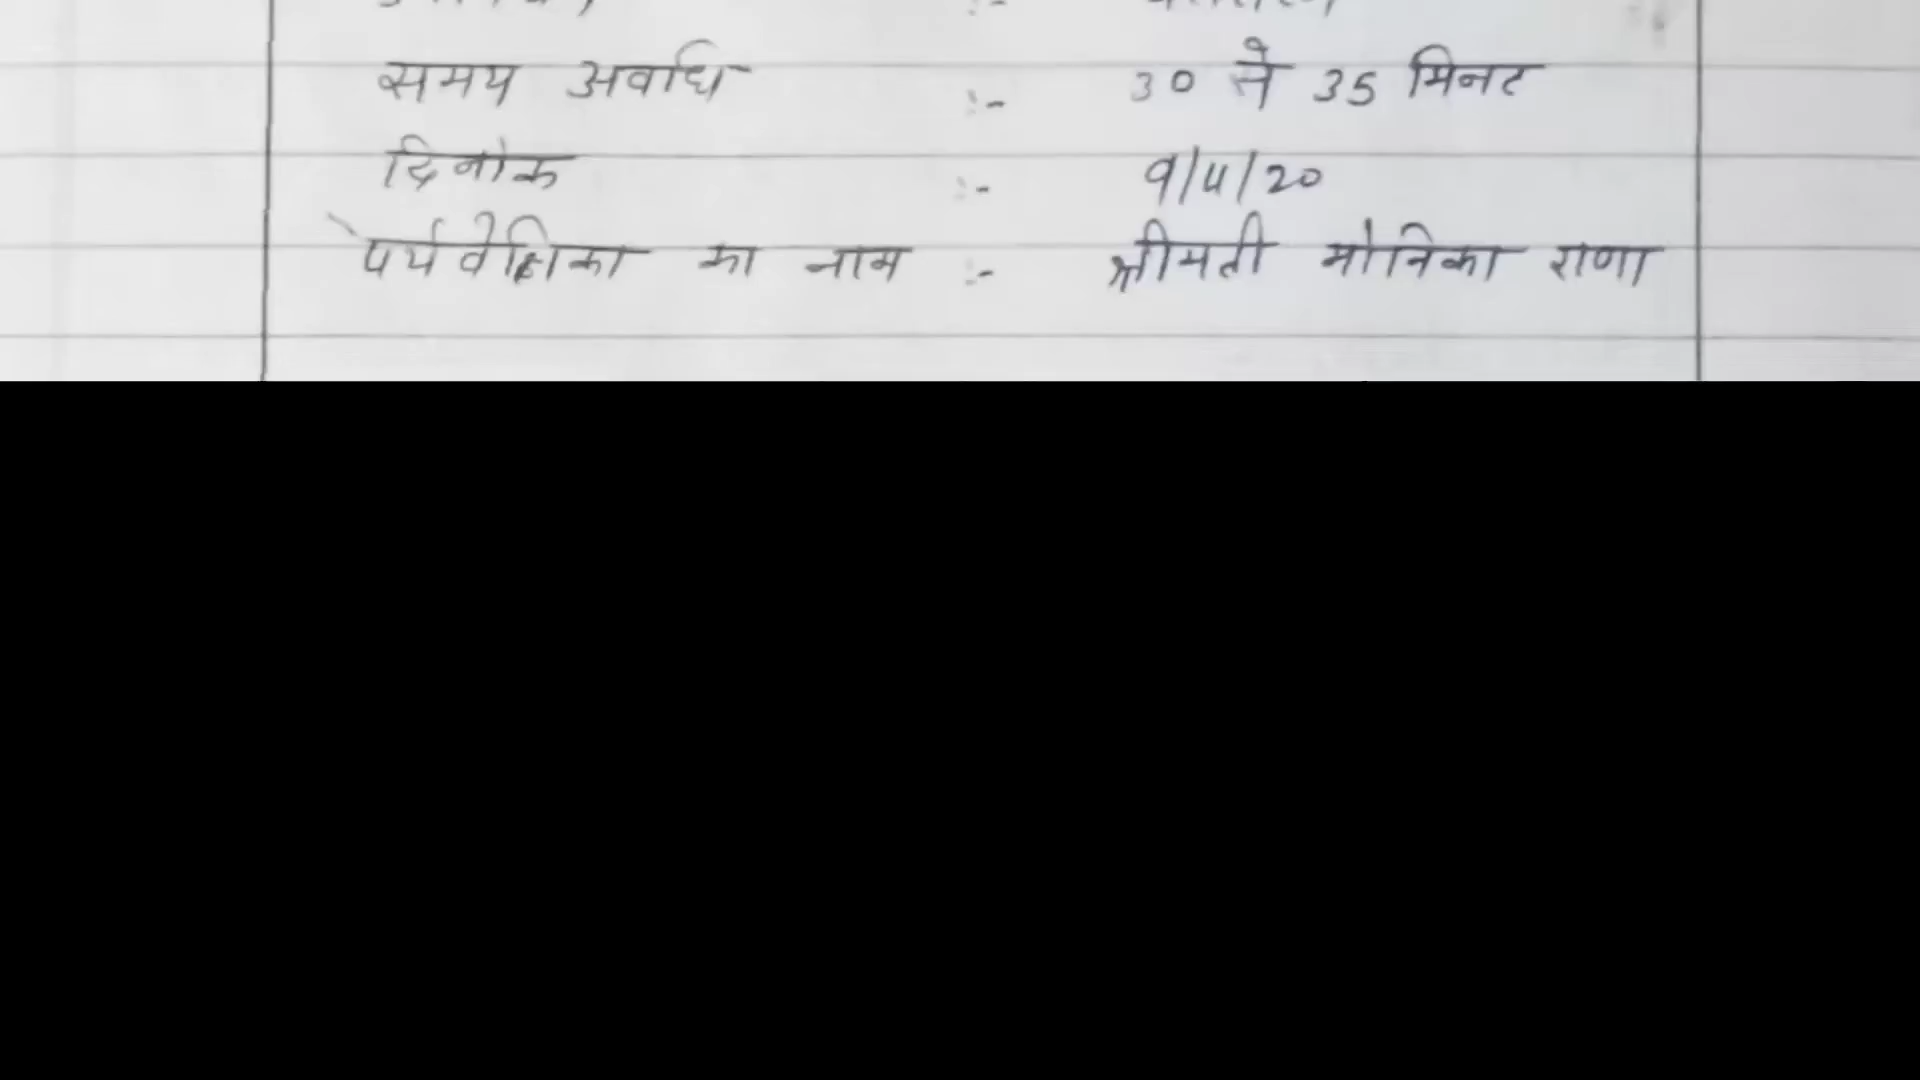 समय अवधि :- 30 से 35 मिनट
दिनांक :- 9/4/20
पर्यवेक्षिका का नाम :- श्रीमती मोनिका राणा